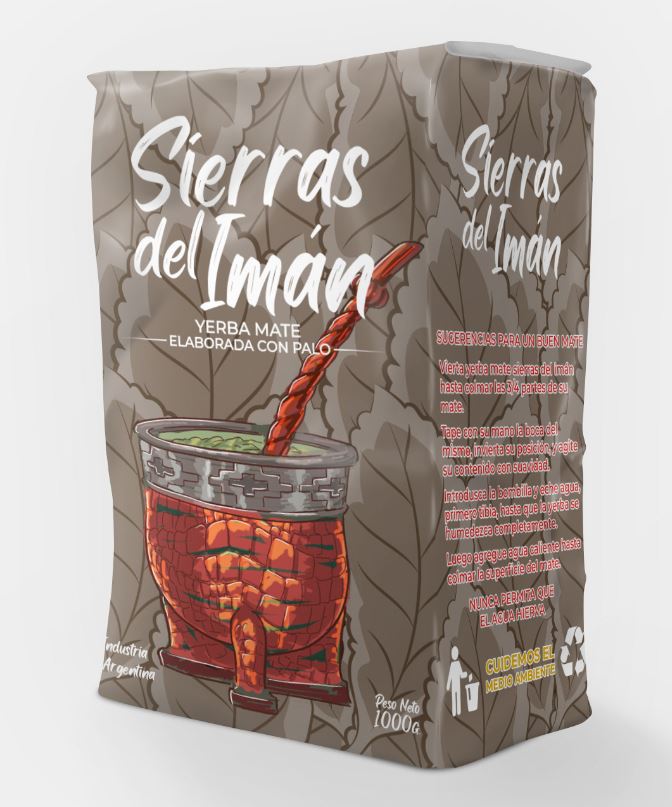 Sierras
del Imán
YERBA MATE
ELABORADA CON PALO
Industria
Argentina
Peso Neto
1000G
Sierras
del Imán
SUGERENCIAS PARA UN BUEN MATE
Vierta yerba mate sierras del imán
hasta colmar las 3/4 partes de su
mate.
Tape con su mano la boca del
mismo, invierta su posición, y agite
su contenido con suavidad.
Introdusca la bombilla y eche agua,
primero tibia, hasta que la yerba se
humedezca completamente.
Luego agregue agua caliente hasta
colmar la superficie del mate.
NUNCA PERMITA QUE
EL AGUA HIERVA
CUIDEMOS EL
MEDIO AMBIENTE